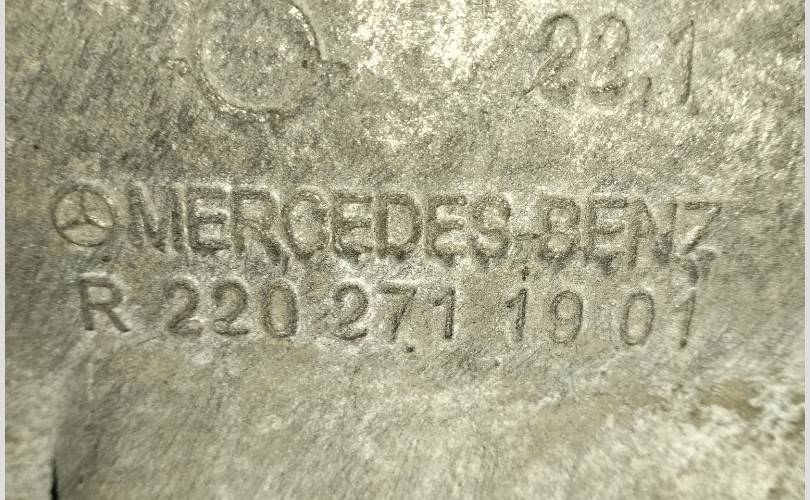 22.1
MERCEDES-BENZ
R 220 271 19 01